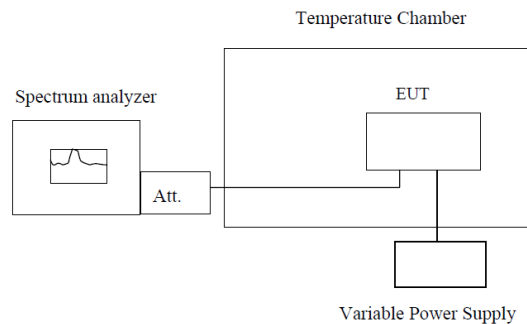 Temperature Chamber
Spectrum analyzer
EUT
Att.
Variable Power Supply